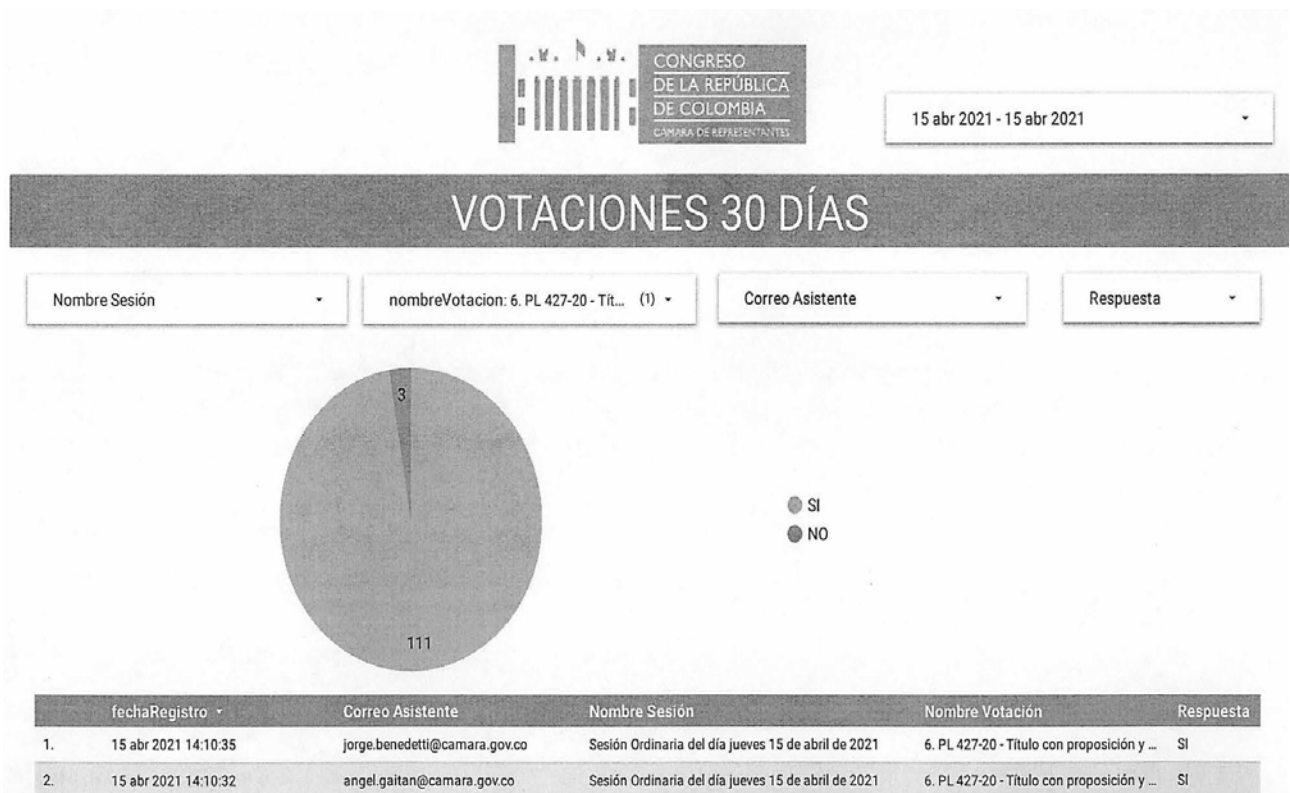 CONGRESO
DE LA REPÚBLICA
DE COLOMBIA
CÁMARA DE REPRESENTANTES
15 abr 2021 - 15 abr 2021
VOTACIONES 30 DÍAS
Nombre Sesión
nombreVotacion: 6. PL 427-20 - Tít... (1)
Correo Asistente
Respuesta
3
111
SI
NO
fechaRegistro Correo Asistente Nombre Sesión Nombre Votación Respuesta
1. 15 abr 2021 14:10:35 jorge.benedetti@camara.gov.co Sesión Ordinaria del día jueves 15 de abril de 2021 6. PL 427-20 - Título con proposición y ... SI
2. 15 abr 2021 14:10:32 angel.gaitan@camara.gov.co Sesión Ordinaria del día jueves 15 de abril de 2021 6. PL 427-20 - Título con proposición y ... SI